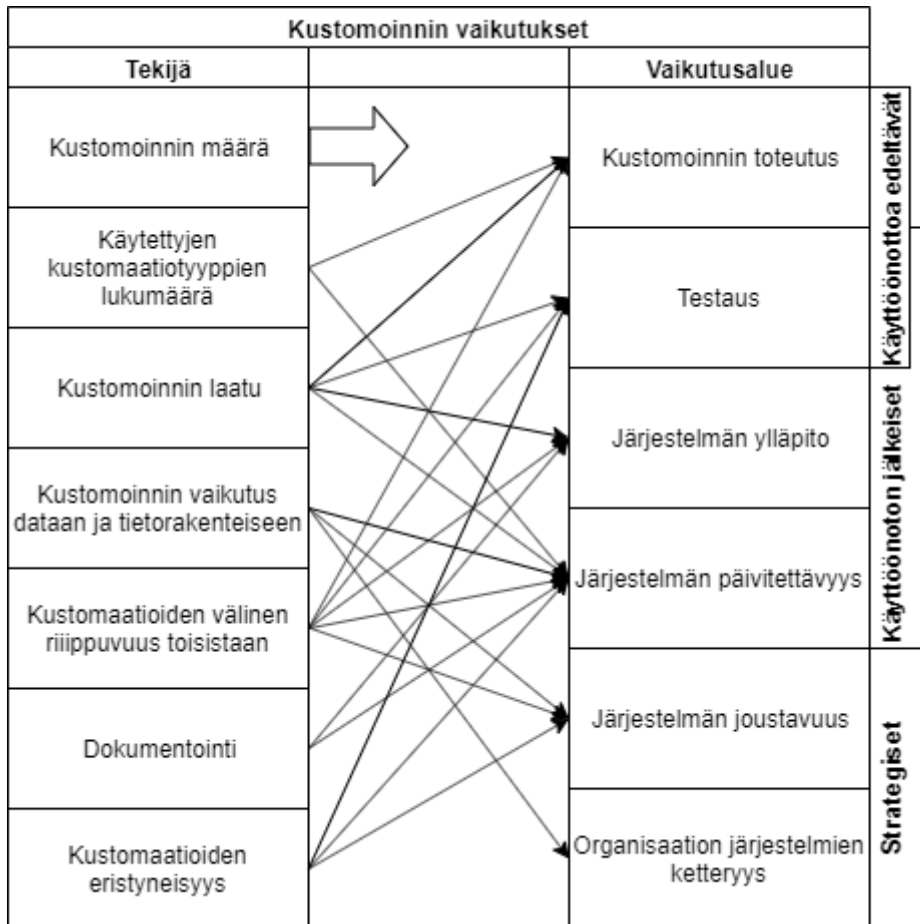 Kustomoinnin vaikutukset
Tekijä
Vaikutusalue
Kustomoinnin määrä
Käytettyjen
kustomaatiotyyppien
lukumäärä
Kustomoinnin laatu
Kustomoinnin vaikutus
dataan ja tietorakenteiseen
Kustomaatioiden välinen
riiippuvuus toisistaan
Dokumentointi
Kustomaatioiden
eristyneisyys
Kustomoinnin toteutus
Testaus
Järjestelmän ylläpito
Järjestelmän päivitettävyys
Järjestelmän joustavuus
Organisaation järjestelmien
ketteryys
Käyttöönottoa edeltävät
Käyttöönoton jälkeiset
Strategiset